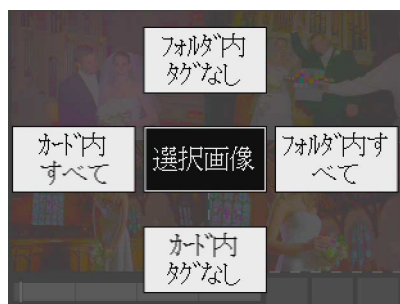 フォルダ内
タグなし
カード内
すべて
選択画像
フォルダ内す
べて
カード内
タグなし